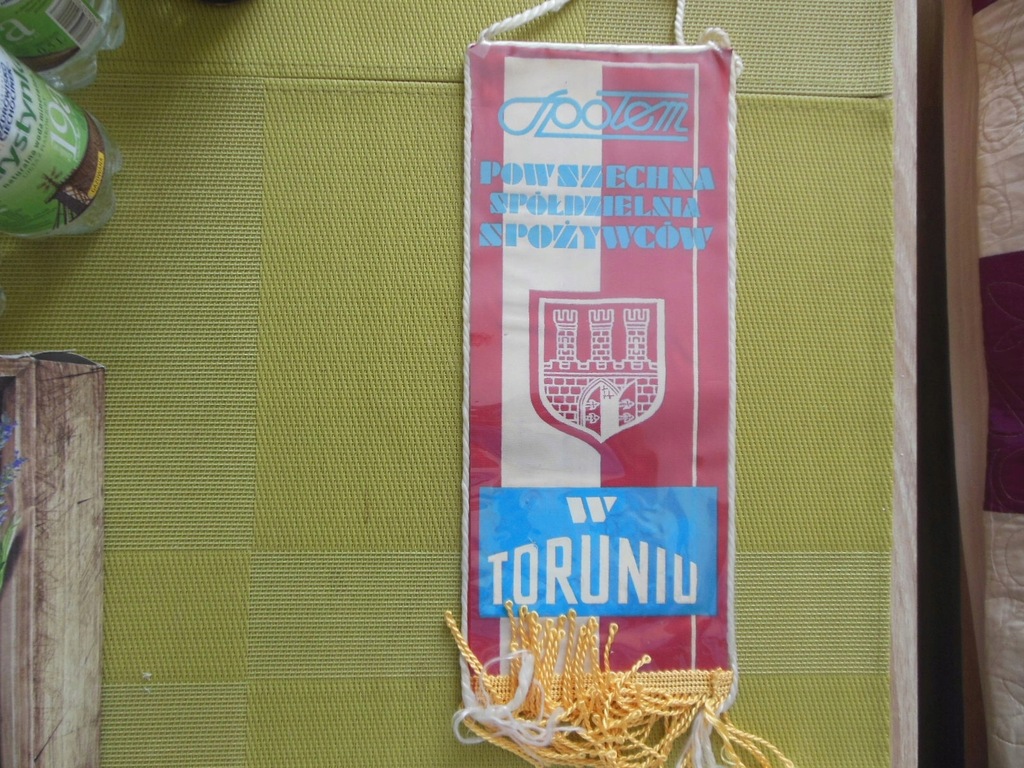 Społem
POWSZECHNA
SPÓŁDZIELNIA
SPOŻYWCÓW
W
TORUNIU